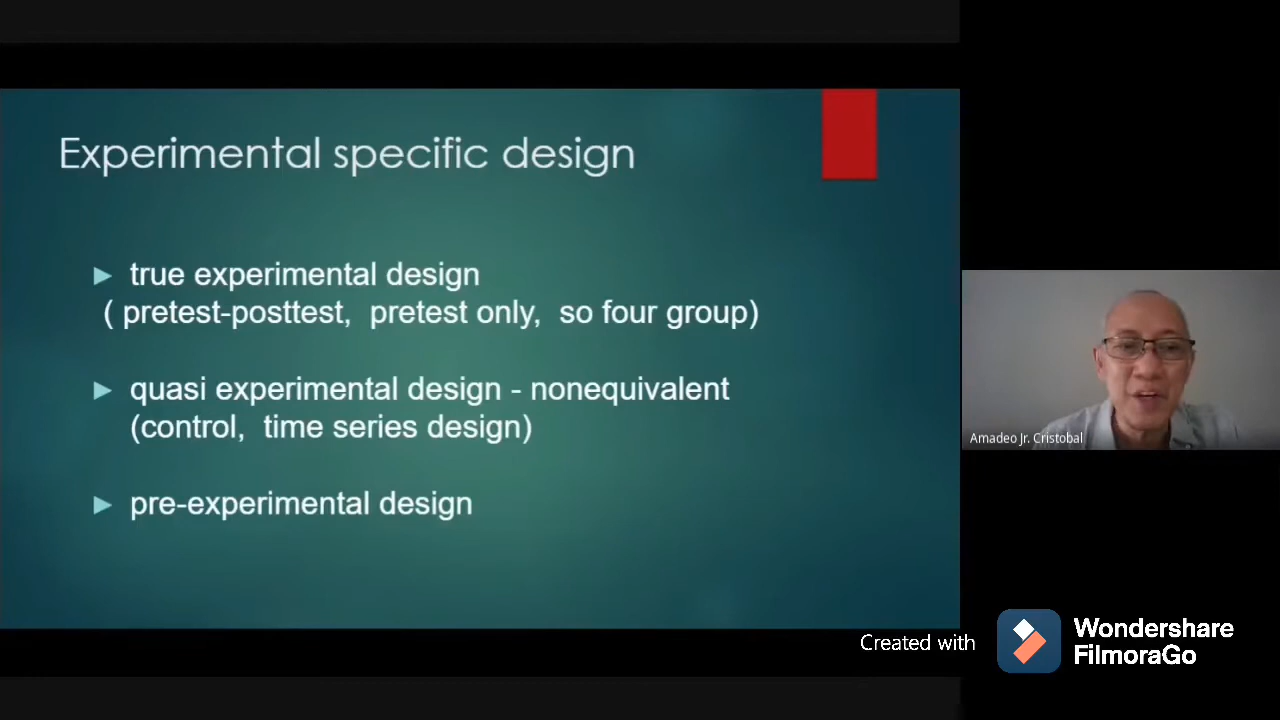 Experimental specific design
► true experimental design
( pretest-posttest, pretest only, so four group)
► quasi experimental design - nonequivalent
(control, time series design)
► pre-experimental design
Amadeo Jr. Cristobal
Created with
Wondershare
FilmoraGo